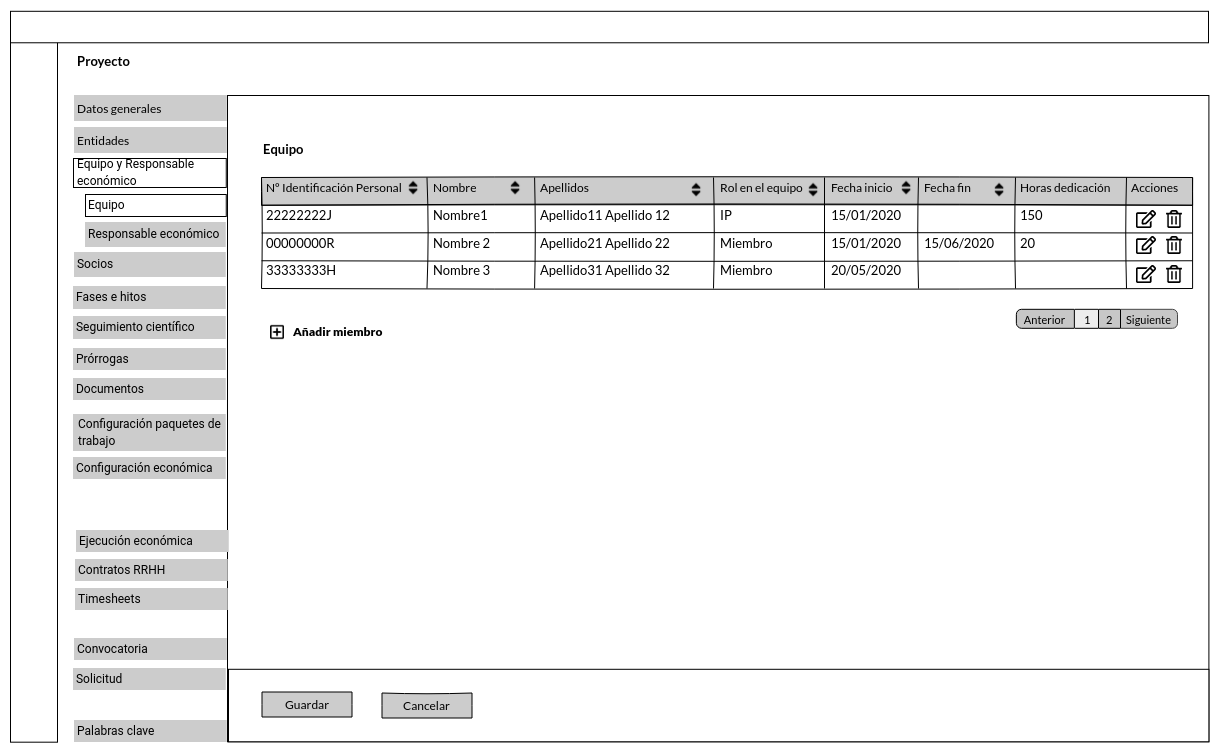 Proyecto
Datos generales
Entidades
Equipo y Responsable
económico
Equipo
Responsable económico
Socios
Fases e hitos
Seguimiento científico
Prórrogas
Documentos
Configuración paquetes de
trabajo
Configuración económica
Ejecución económica
Contratos RRHH
Timesheets
Convocatoria
Solicitud
Palabras clave
Equipo
Nº Identificación Personal Nombre Apellidos Rol en el equipo Fecha inicio Fecha fin Horas dedicación Acciones
22222222J Nombre1 Apellido11 Apellido 12 IP 15/01/2020 150
00000000R Nombre 2 Apellido21 Apellido 22 Miembro 15/01/2020 15/06/2020 20
33333333H Nombre 3 Apellido31 Apellido 32 Miembro 20/05/2020
Anterior 1 2 Siguiente
Añadir miembro
Guardar Cancelar